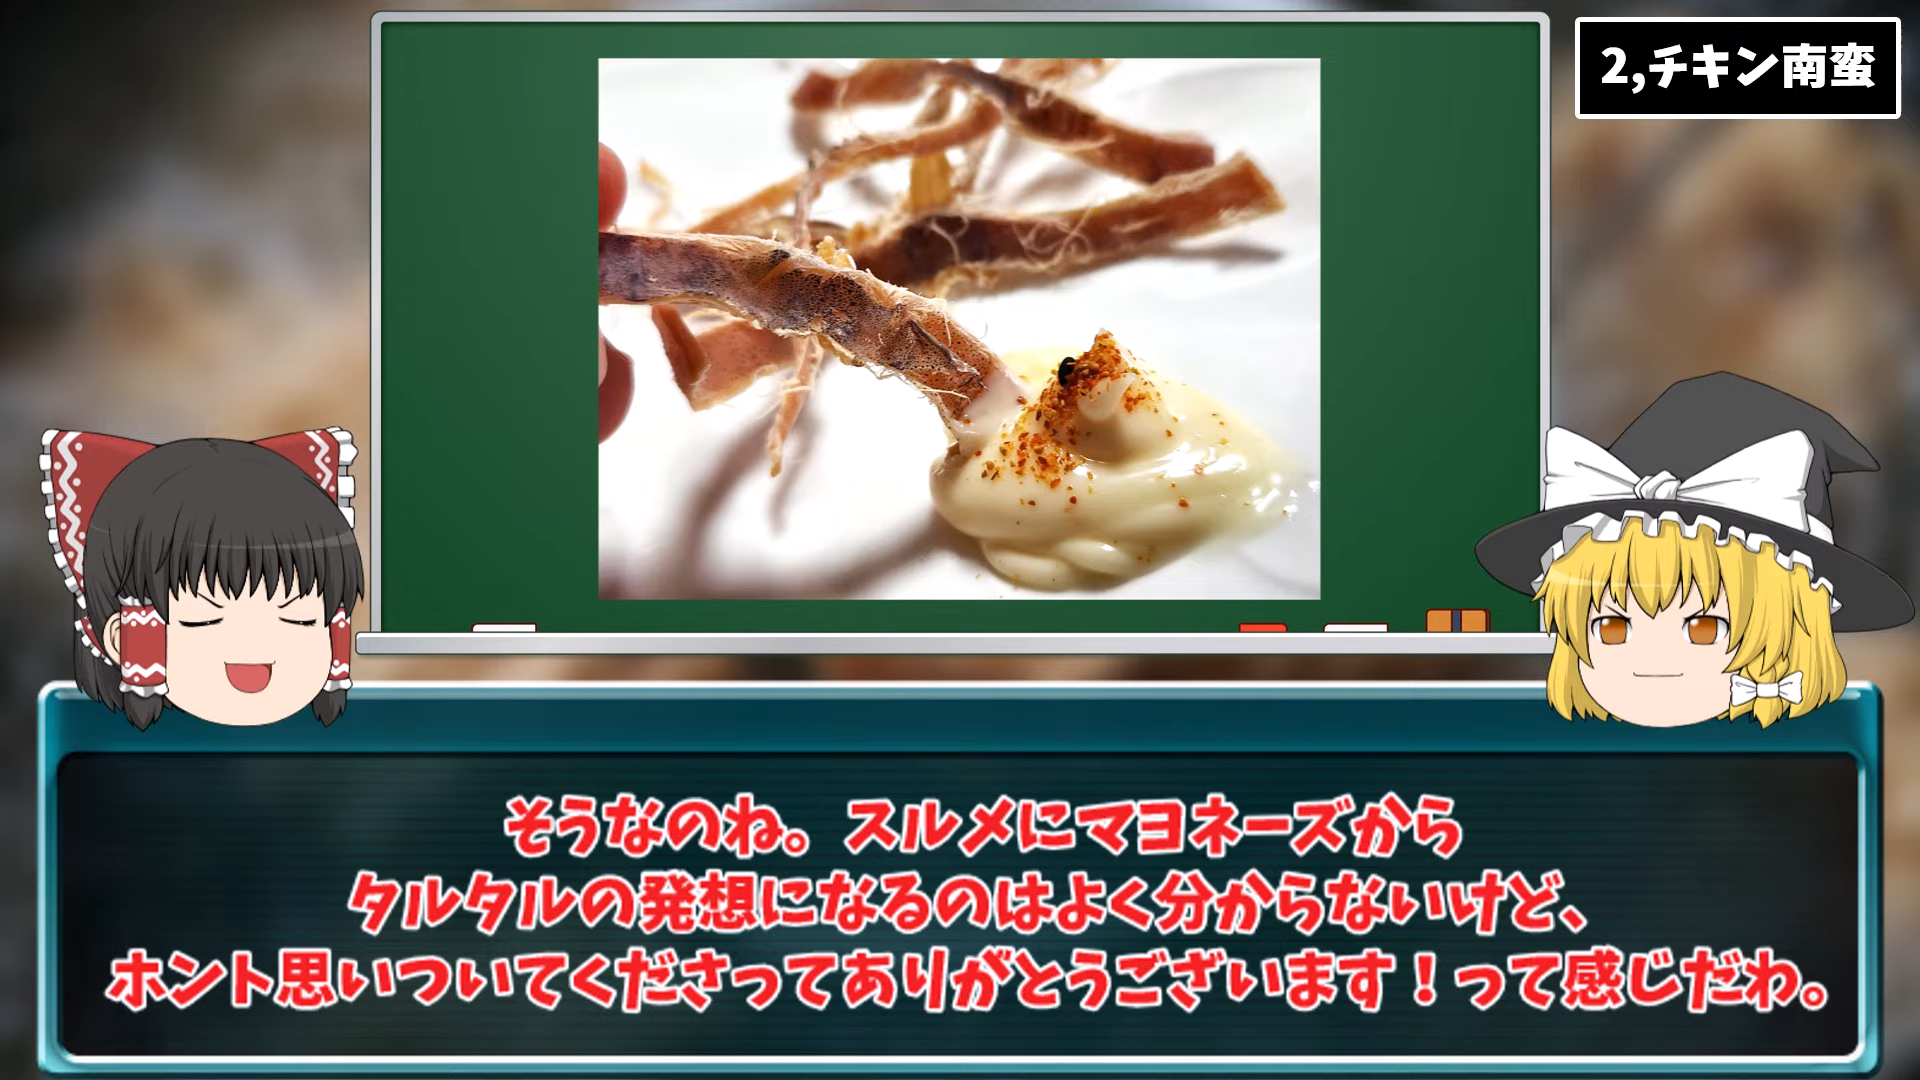 2,チキン南蛮
そうなのね。スルメにマヨネーズから
タルタルの発想になるのはよく分からないけど、
ホント思いついてくださってありがとうございます！って感じだわ。